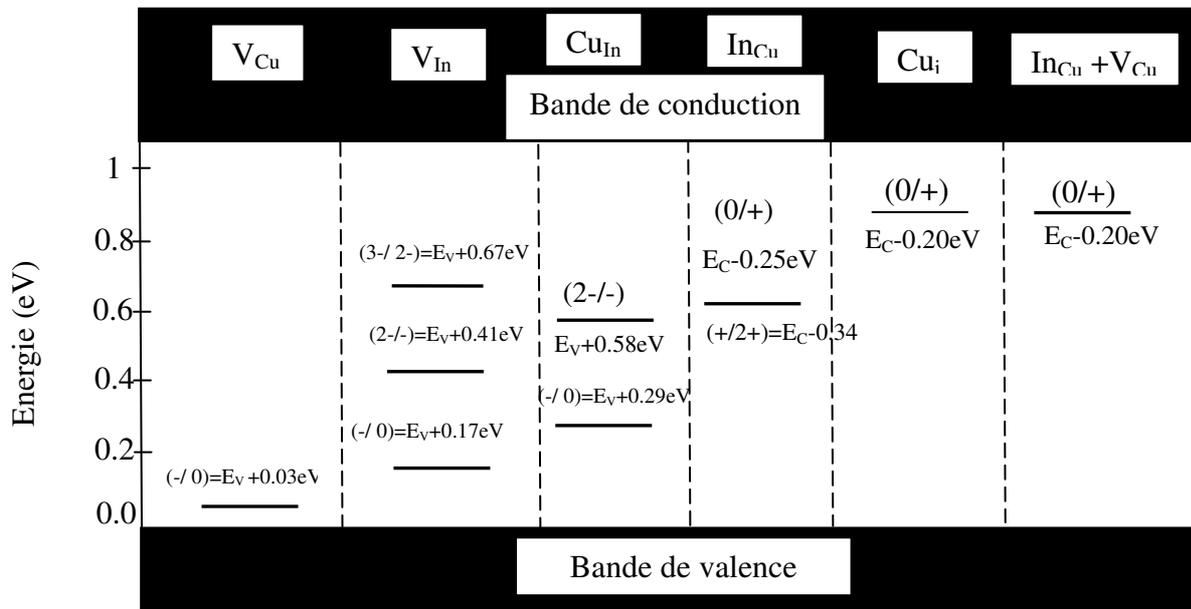 V_Cu
V_In
Cu_In
In_Cu
Cu_i
In_Cu +V_Cu
Bande de conduction
Energie (eV)
1
0.8
0.6
0.4
0.2
0.0
(-/ 0)=E_V+0.03eV
(3-/ 2-)=E_V+0.67eV
(2-/-)=E_V+0.41eV
(-/ 0)=E_V+0.17eV
(2-/-)
E_V+0.58eV
(-/ 0)=E_V+0.29eV
(0/+)
E_C-0.25eV
(+/2+)=E_C-0.34
(0/+)
E_C-0.20eV
(0/+)
E_C-0.20eV
Bande de valence